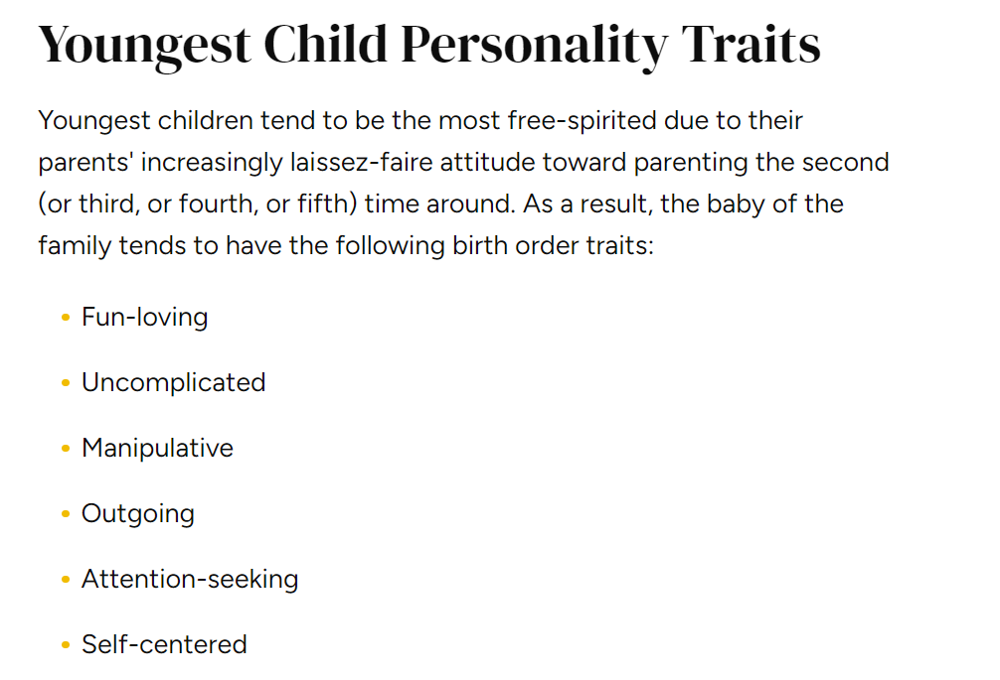 Youngest Child Personality Traits
Youngest children tend to be the most free-spirited due to their
parents' increasingly laissez-faire attitude toward parenting the second
(or third, or fourth, or fifth) time around. As a result, the baby of the
family tends to have the following birth order traits:
• Fun-loving
• Uncomplicated
• Manipulative
• Outgoing
• Attention-seeking
• Self-centered